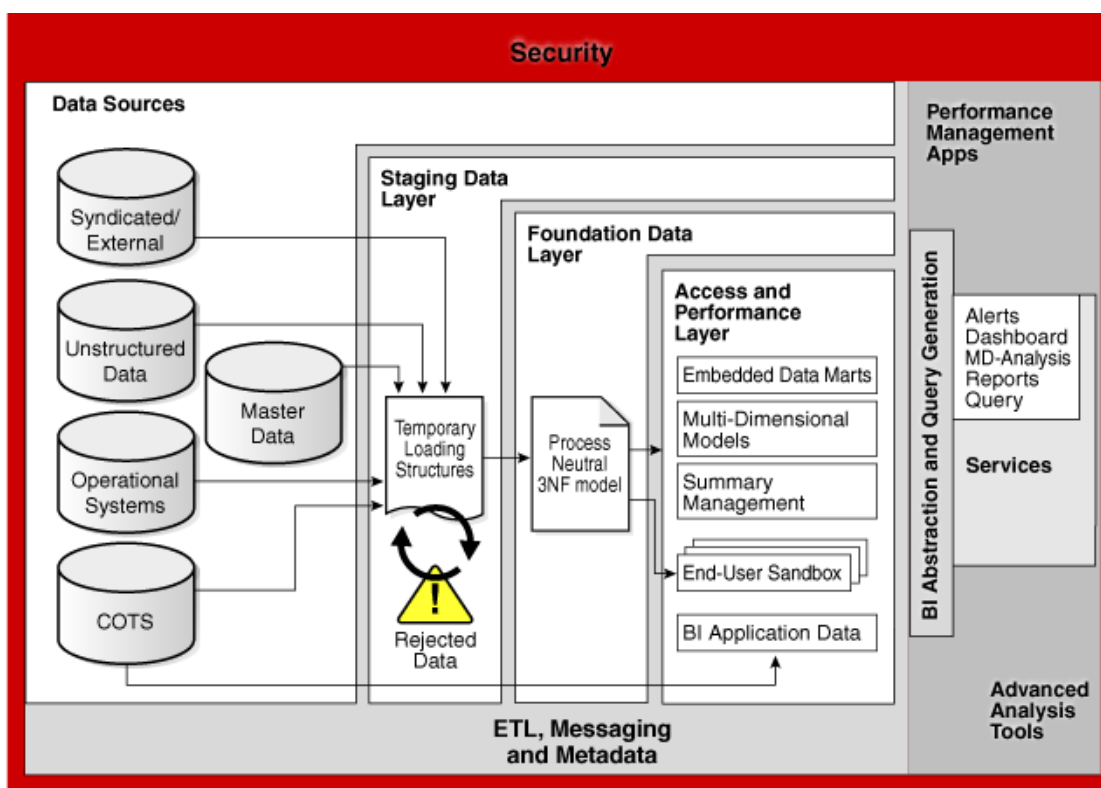 Security
Data Sources
Syndicated/
External
Unstructured
Data
Master
Data
Operational
Systems
COTS
Staging Data
Layer
Temporary
Loading
Structures
!
Rejected
Data
Foundation Data
Layer
Process
Neutral
3NF model
Access and
Performance
Layer
Embedded Data Marts
Multi-Dimensional
Models
Summary
Management
End-User Sandbox
BI Application Data
ETL, Messaging
and Metadata
BI Abstraction and Query Generation
Performance
Management
Apps
Alerts
Dashboard
MD-Analysis
Reports
Query
Services
Advanced
Analysis
Tools